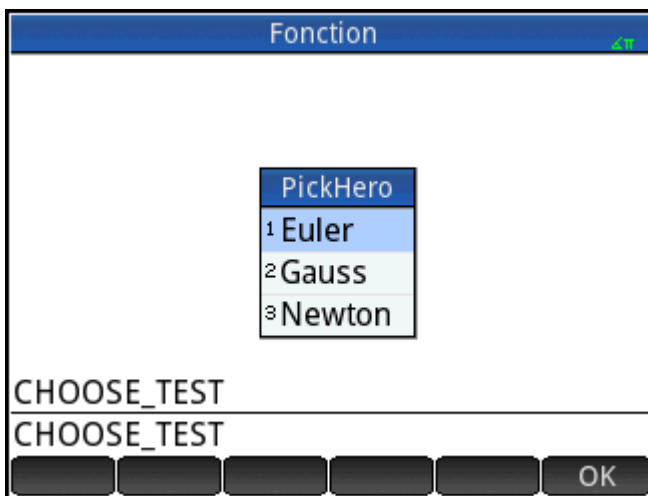 Fonction
∡π
PickHero
1 Euler
2 Gauss
3 Newton
CHOOSE_TEST
CHOOSE_TEST
OK